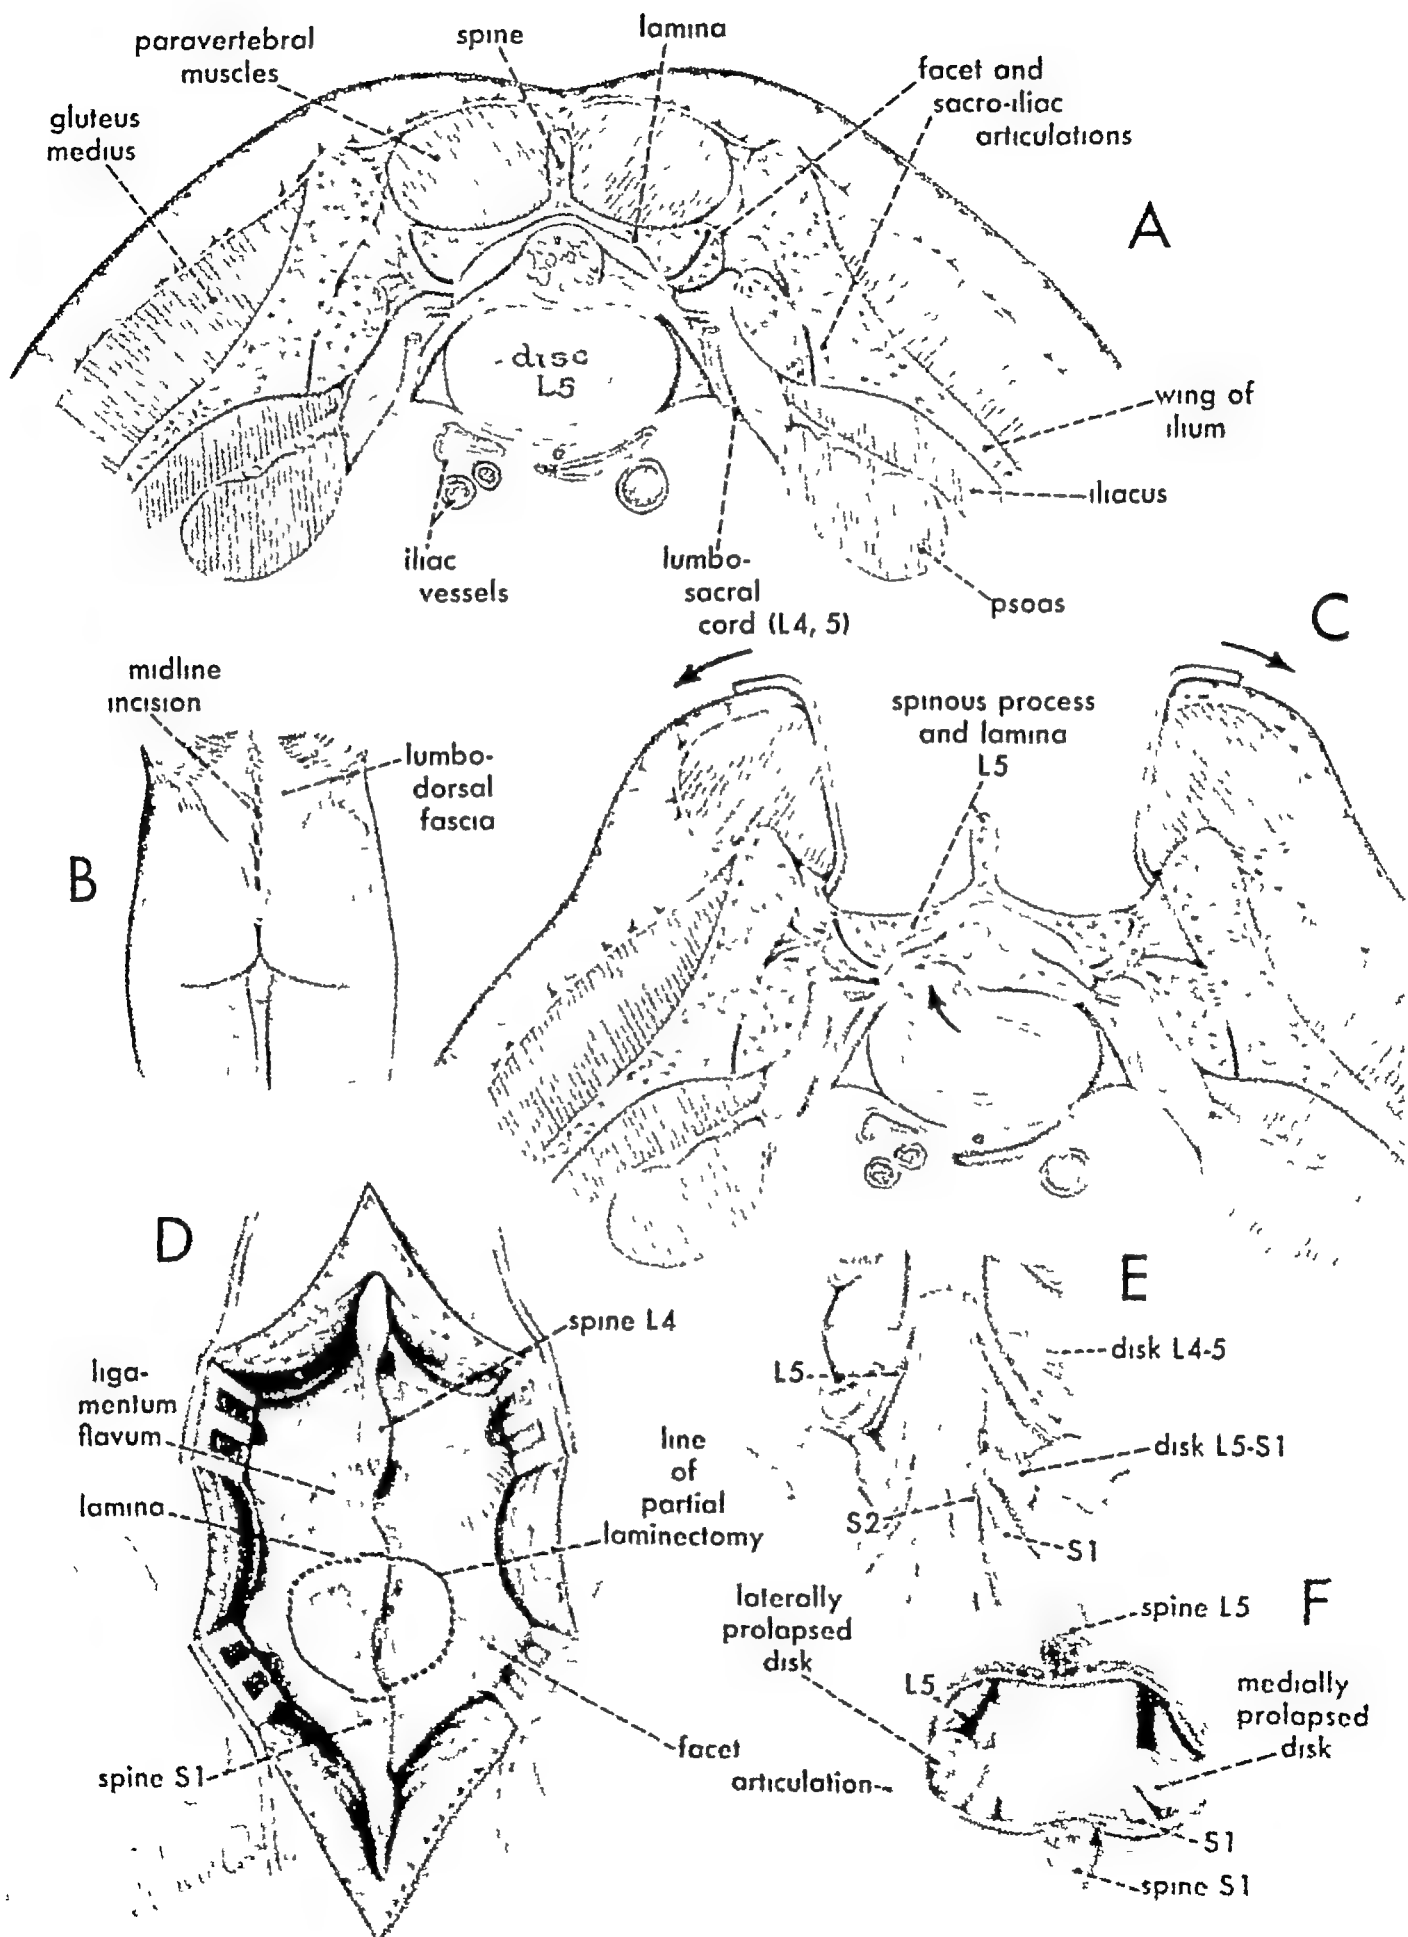 paravertebral
muscles
spine
lamina
facet and
sacro-iliac
articulations
gluteus
medius
A
disc
L5
wing of
ilium
iliacus
iliac
vessels
lumbo-
sacral
cord (L4, 5)
psoas
C
midline
incision
lumbo-
dorsal
fascia
B
spinous process
and lamina
L5
D
spine L4
liga-
mentum
flavum
lamina
line
of
partial
laminectomy
spine S1
facet
articulation
E
disk L4-5
L5
disk L5-S1
S2
S1
F
laterally
prolapsed
disk
spine L5
L5
medially
prolapsed
disk
S1
spine S1